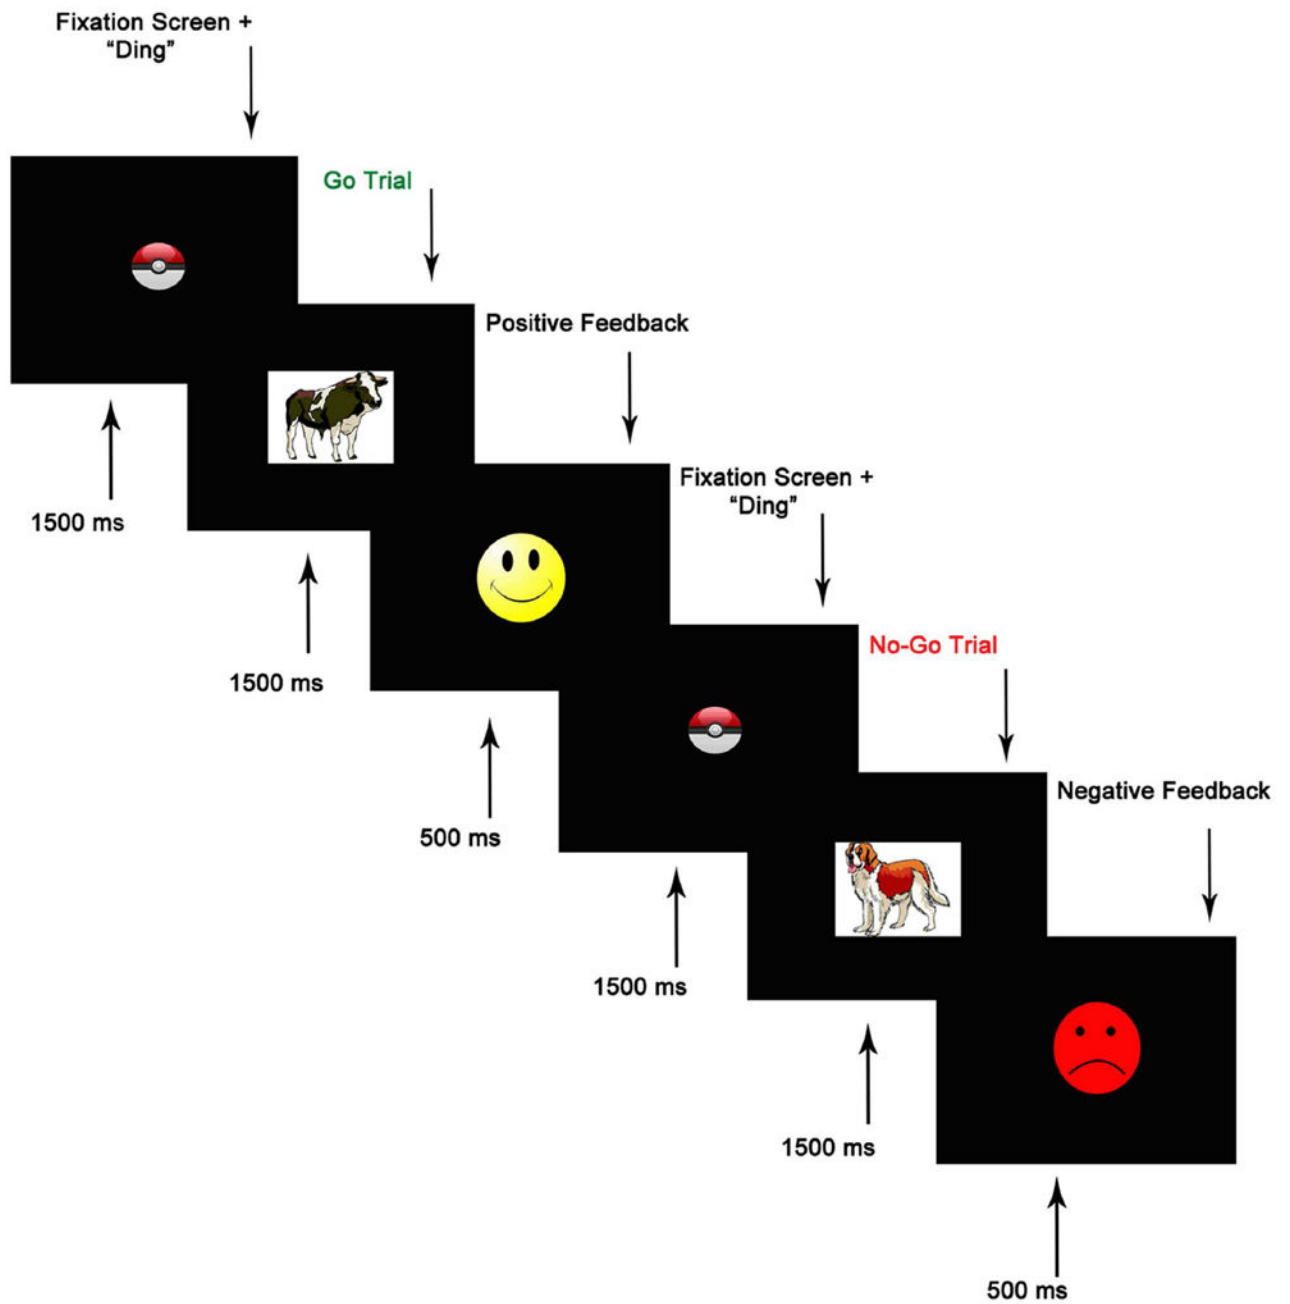 Fixation Screen +
“Ding”
Go Trial
Positive Feedback
Fixation Screen +
“Ding”
1500 ms
No-Go Trial
1500 ms
Negative Feedback
500 ms
1500 ms
1500 ms
500 ms